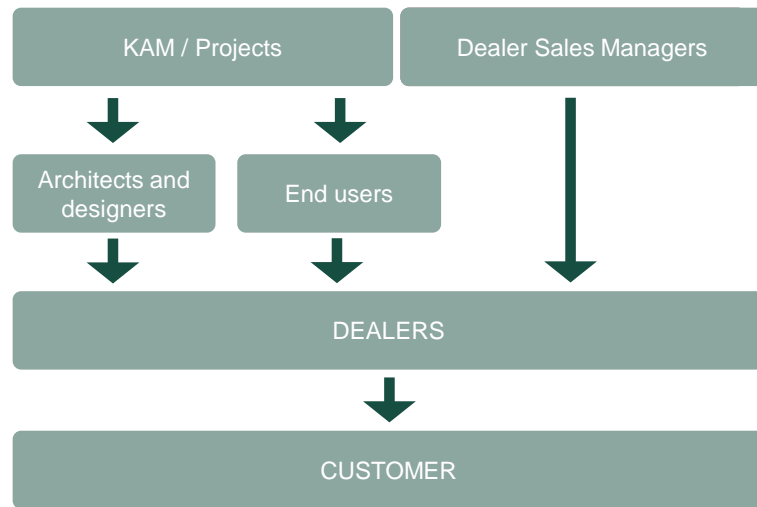 KAM / Projects
Dealer Sales Managers
Architects and
designers
End users
DEALERS
CUSTOMER